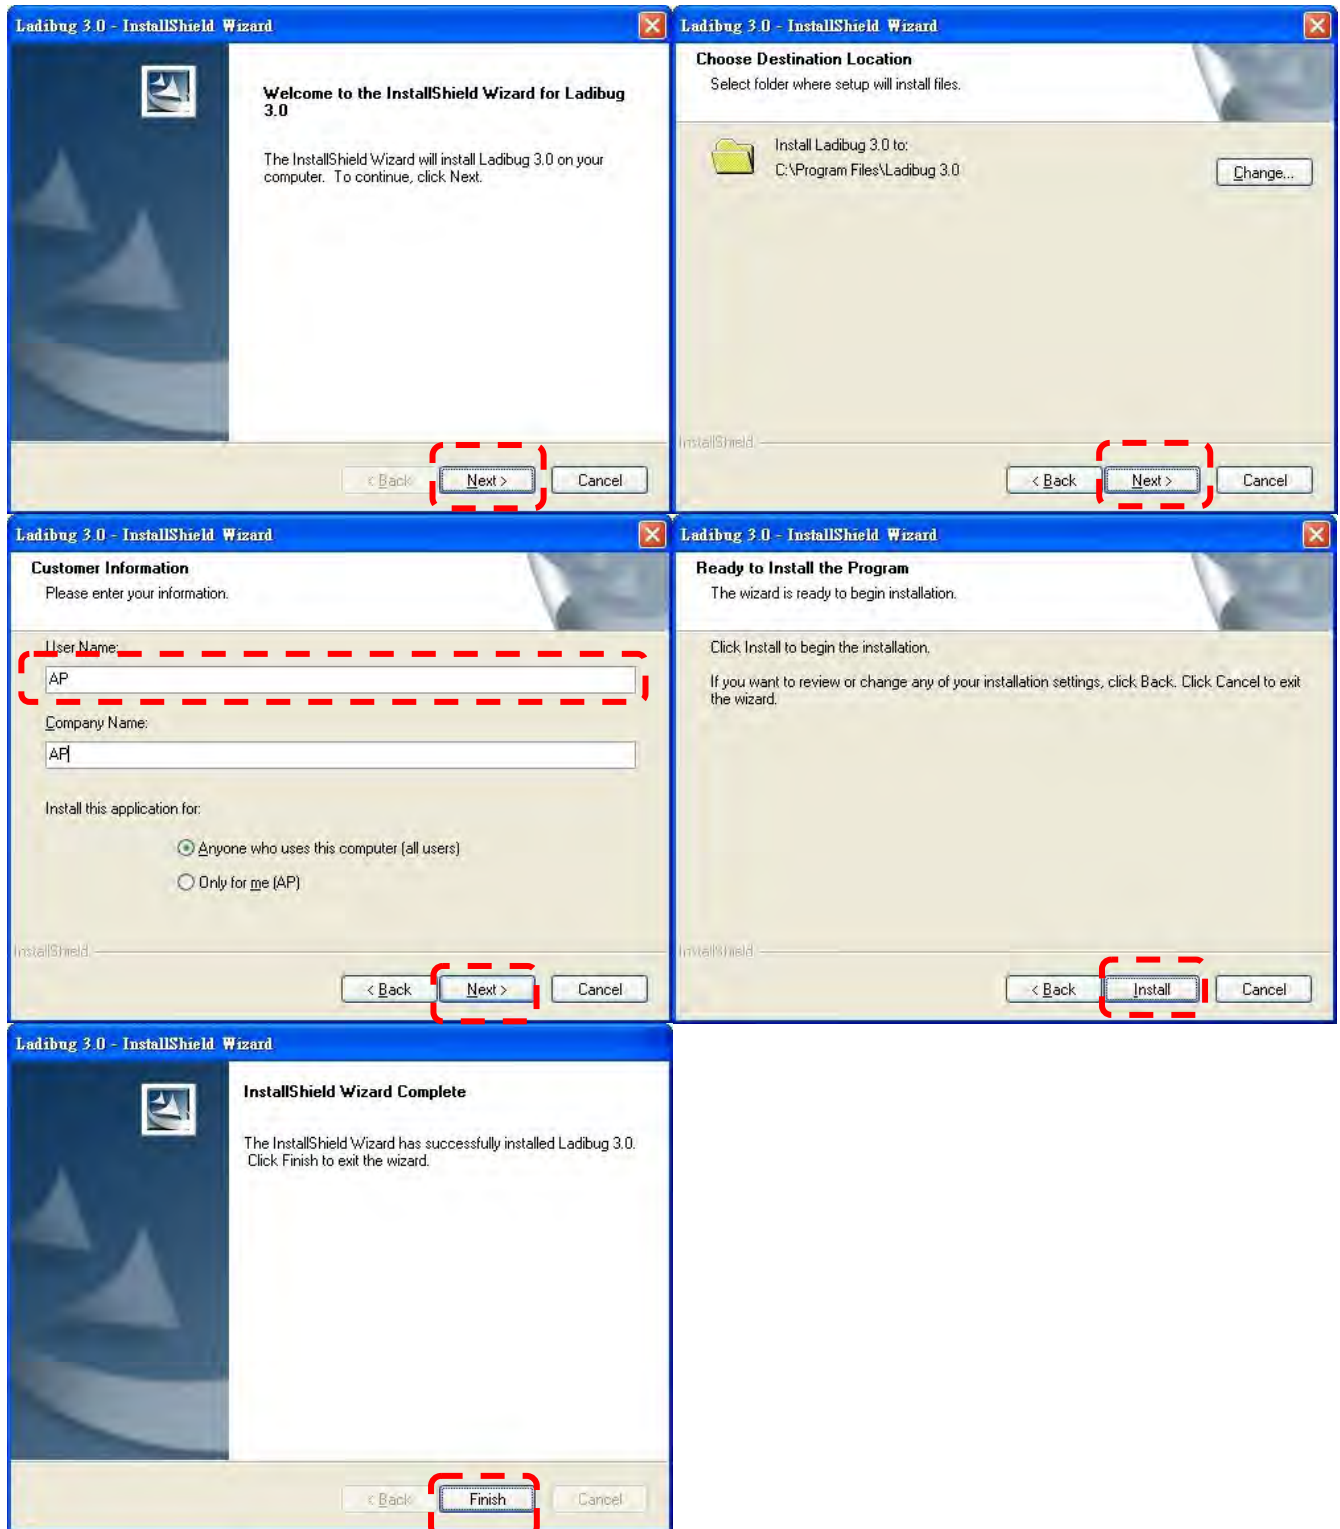 Ladibug 3.0 - InstallShield Wizard
Welcome to the InstallShield Wizard for Ladibug
3.0
The InstallShield Wizard will install Ladibug 3.0 on your
computer. To continue, click Next.
< Back
Next >
Cancel
Ladibug 3.0 - InstallShield Wizard
Choose Destination Location
Select folder where setup will install files.
Install Ladibug 3.0 to:
C:\Program Files\Ladibug 3.0
Change...
InstallShield
< Back
Next >
Cancel
Ladibug 3.0 - InstallShield Wizard
Customer Information
Please enter your information.
User Name:
AP
Company Name:
AP
Install this application for:
Anyone who uses this computer (all users)
Only for me (AP)
InstallShield
< Back
Next >
Cancel
Ladibug 3.0 - InstallShield Wizard
Ready to Install the Program
The wizard is ready to begin installation.
Click Install to begin the installation.
If you want to review or change any of your installation settings, click Back. Click Cancel to exit
the wizard.
InstallShield
< Back
Install
Cancel
Ladibug 3.0 - InstallShield Wizard
InstallShield Wizard Complete
The InstallShield Wizard has successfully installed Ladibug 3.0.
Click Finish to exit the wizard.
< Back
Finish
Cancel